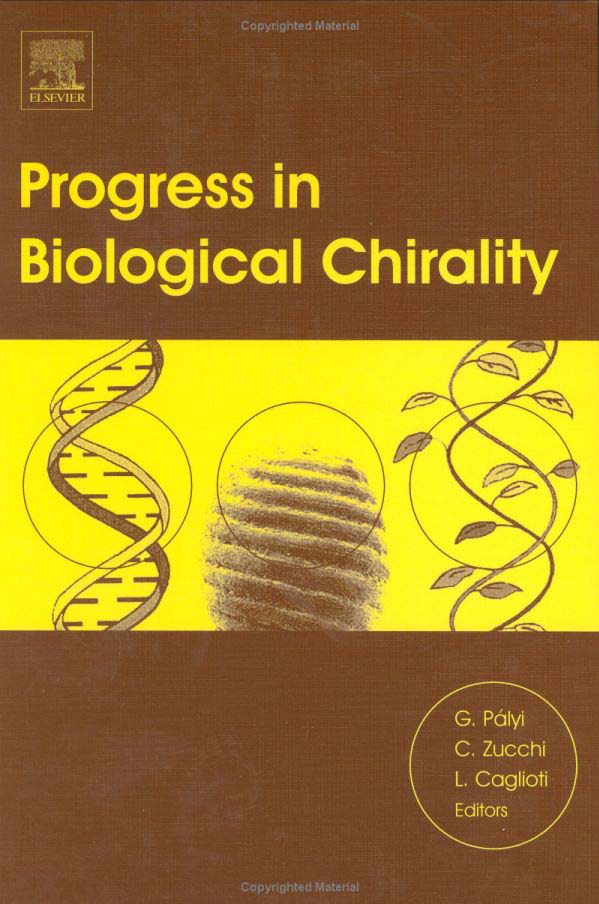 Copyrighted Material
ELSEVIER
Progress in
Biological Chirality
G. Pályi
C. Zucchi
L. Caglioti
Editors
Copyrighted Material